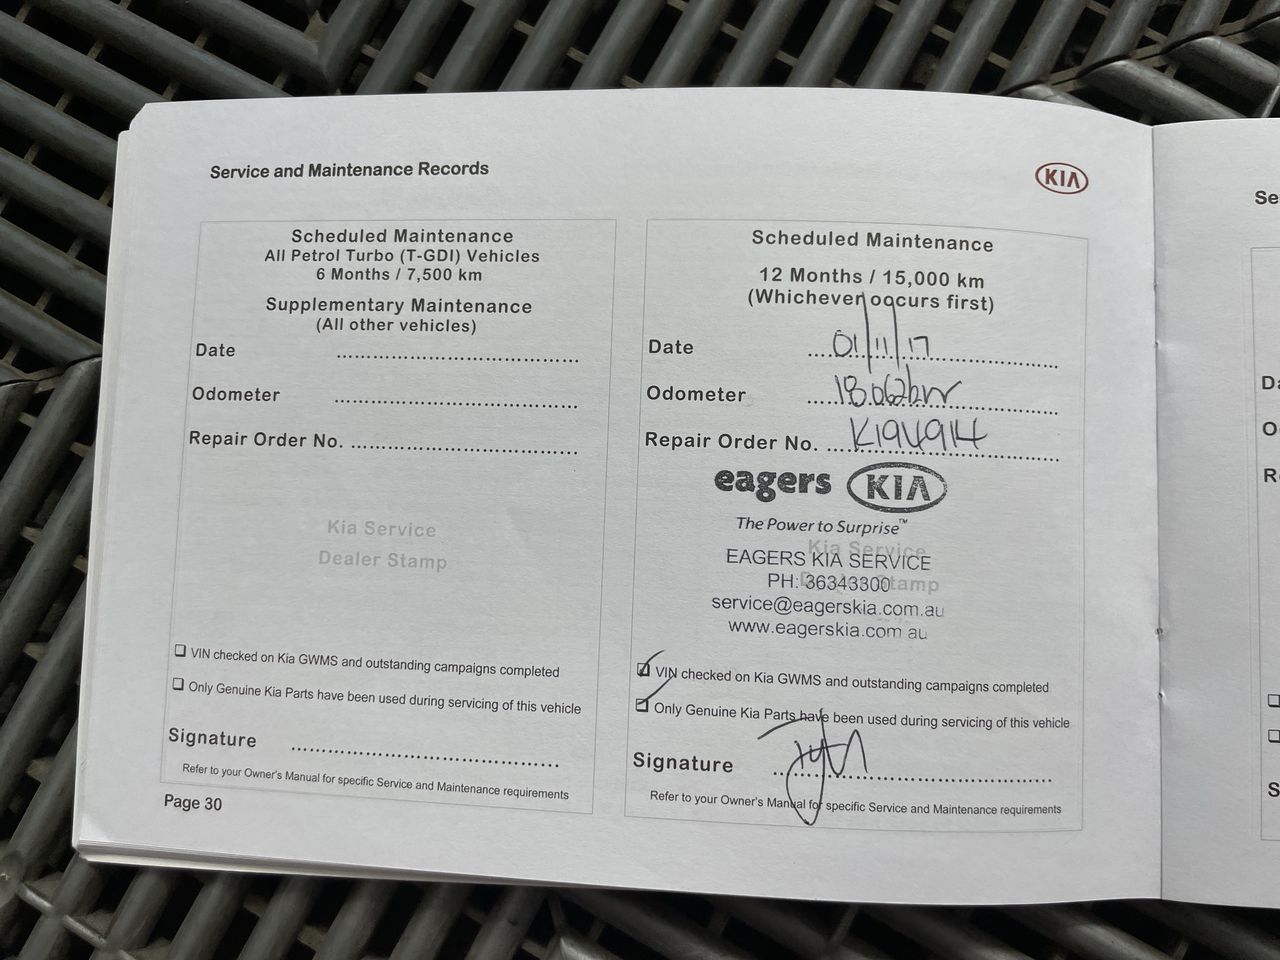 Service and Maintenance Records
KIA
Scheduled Maintenance
All Petrol Turbo (T-GDI) Vehicles
6 Months / 7,500 km
Supplementary Maintenance
(All other vehicles)
Date ................................................
Odometer ................................................
Repair Order No. ................................................
Kia Service
Dealer Stamp
❏ VIN checked on Kia GWMS and outstanding campaigns completed
❏ Only Genuine Kia Parts have been used during servicing of this vehicle
Signature ................................................
Refer to your Owner's Manual for specific Service and Maintenance requirements
Page 30
Scheduled Maintenance
12 Months / 15,000 km
(Whichever occurs first)
Date 01/11/17
Odometer 18062km
Repair Order No.
eagers KIA
The Power to Surprise™
Kia Service
EAGERS KIA SERVICE
PH: 36343300
Stamp
service@eagerskia.com.au
www.eagerskia.com au
VIN checked on Kia GWMS and outstanding campaigns completed
Only Genuine Kia Parts have been used during servicing of this vehicle
Signature
Refer to your Owner's Manual for specific Service and Maintenance requirements
Se
Da
O
R
S